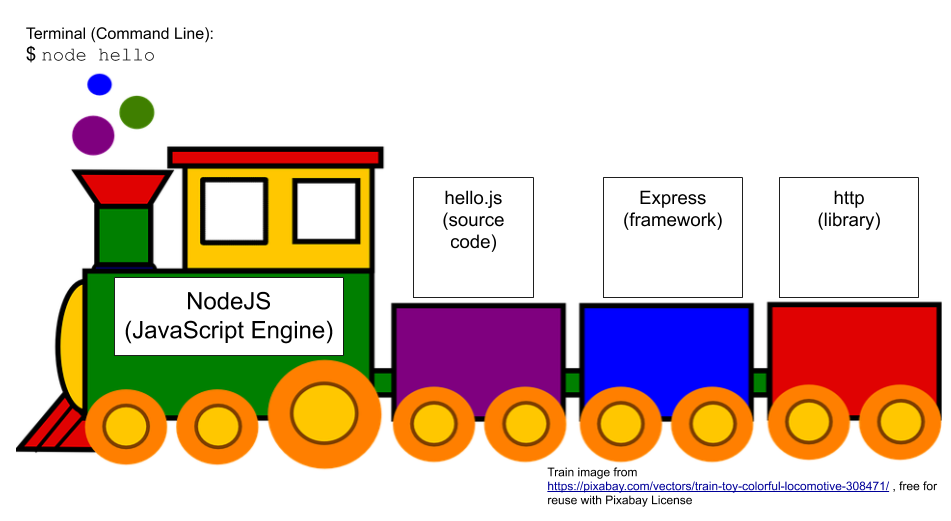 Terminal (Command Line):
$ node hello
hello.js
(source
code)
Express
(framework)
http
(library)
NodeJS
(JavaScript Engine)
Train image from
https://pixabay.com/vectors/train-toy-colorful-locomotive-308471/ , free for
reuse with Pixabay License